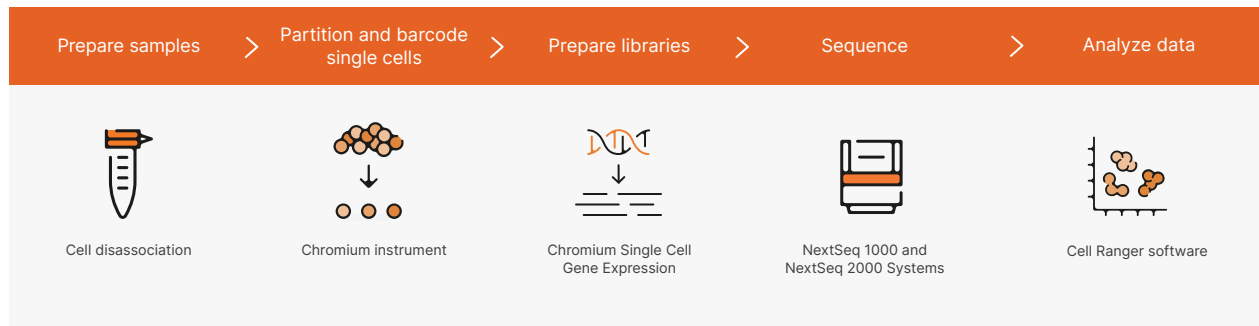 Prepare samples
Partition and barcode
single cells
Prepare libraries
Sequence
Analyze data
Cell disassociation
Chromium instrument
Chromium Single Cell
Gene Expression
NextSeq 1000 and
NextSeq 2000 Systems
Cell Ranger software